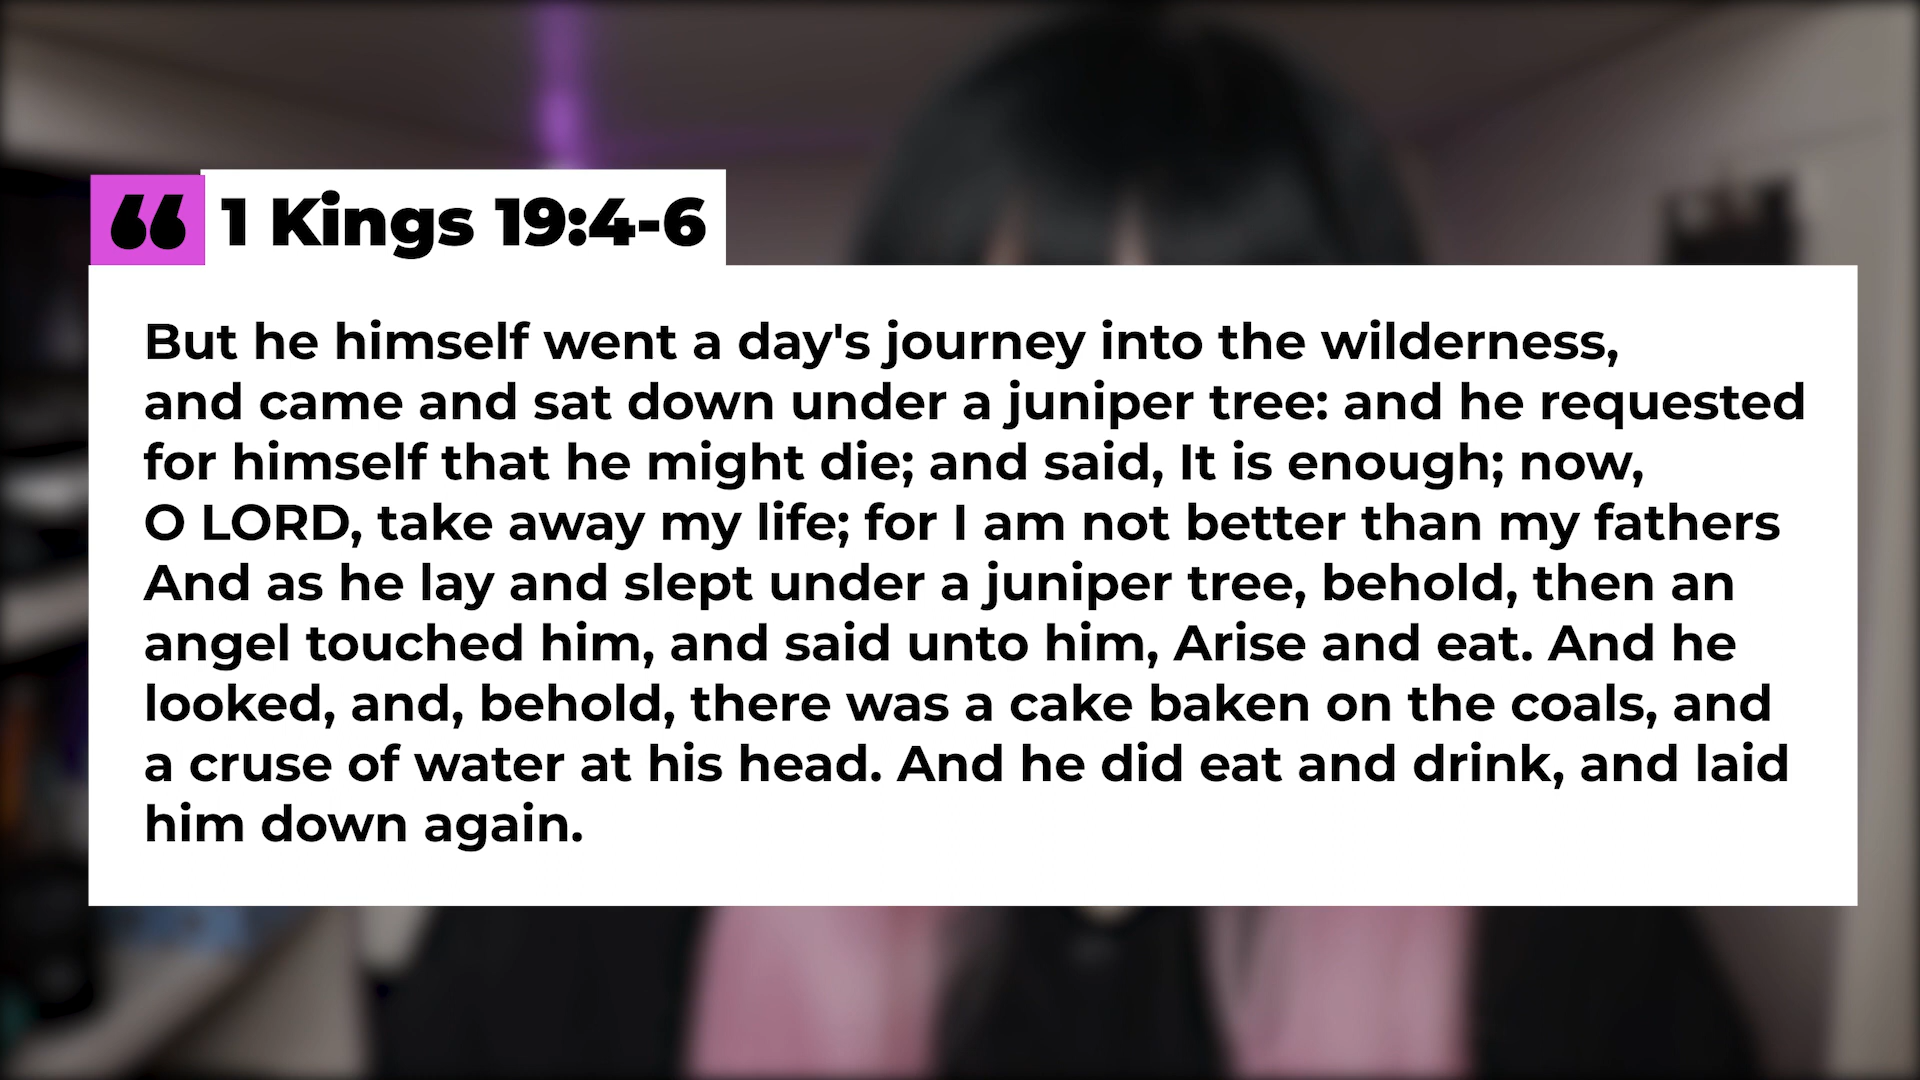 “ 1 Kings 19:4-6
But he himself went a day's journey into the wilderness,
and came and sat down under a juniper tree: and he requested
for himself that he might die; and said, It is enough; now,
O LORD, take away my life; for I am not better than my fathers
And as he lay and slept under a juniper tree, behold, then an
angel touched him, and said unto him, Arise and eat. And he
looked, and, behold, there was a cake baken on the coals, and
a cruse of water at his head. And he did eat and drink, and laid
him down again.